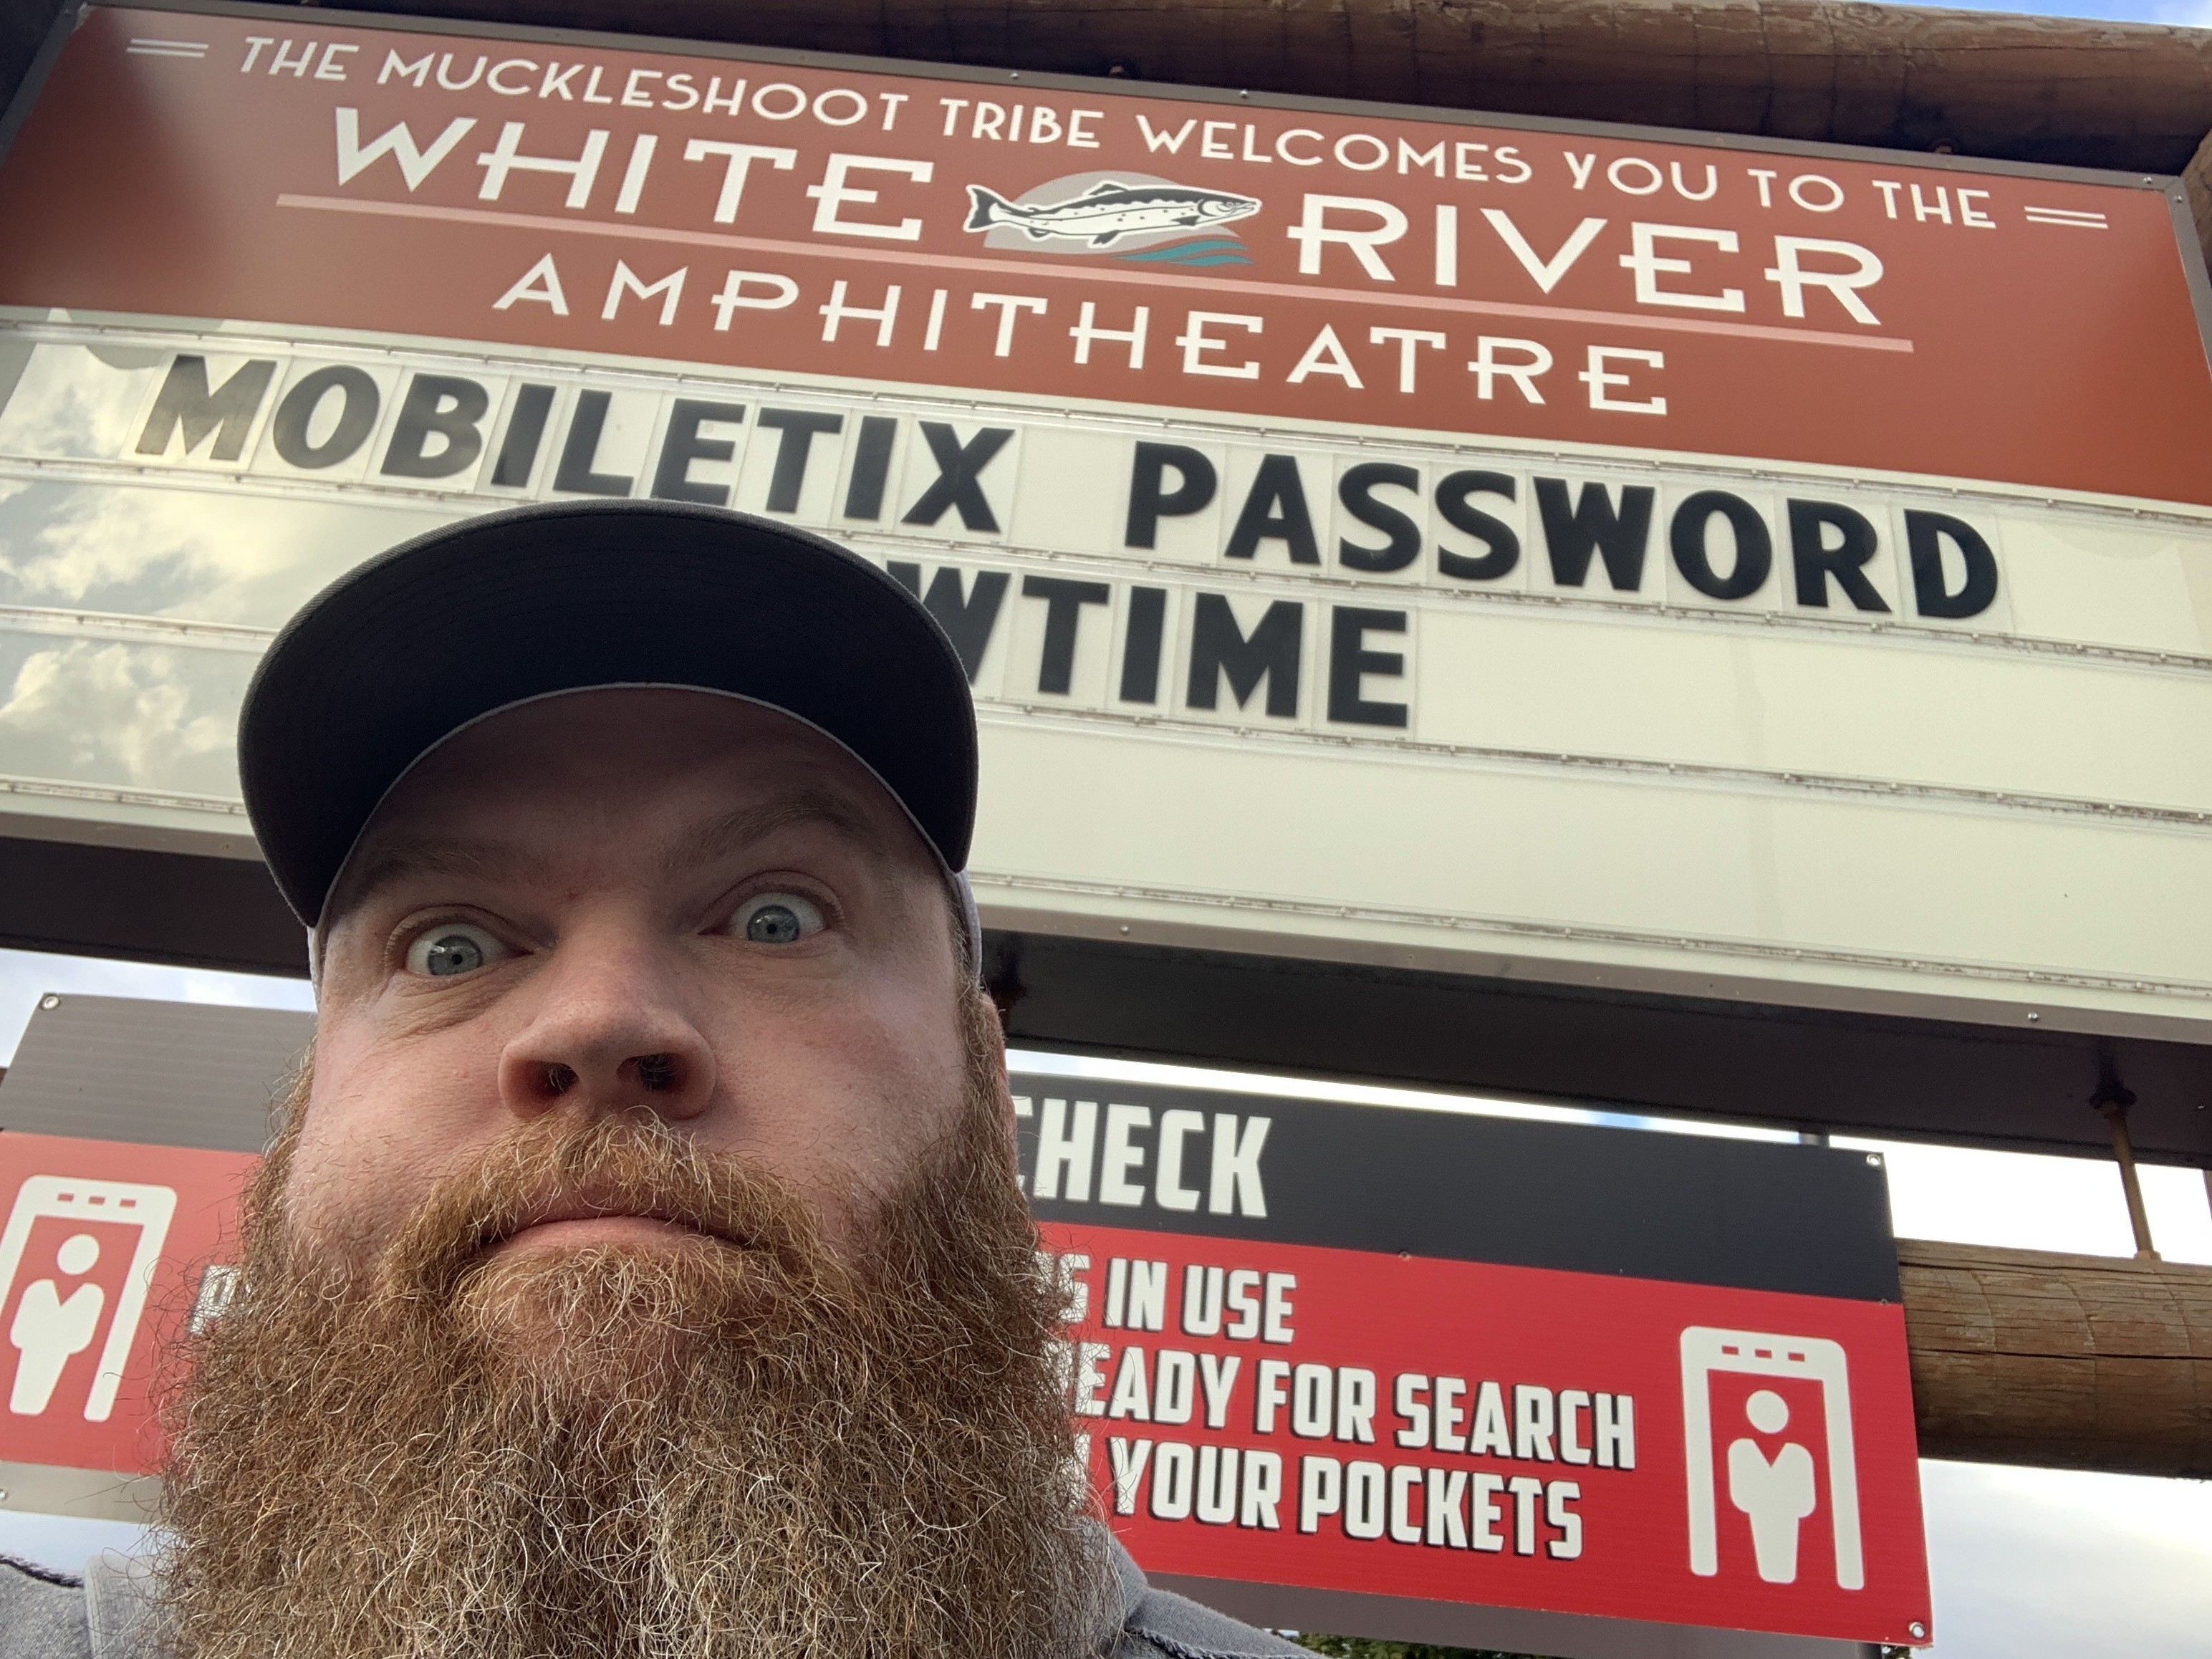 THE MUCKLESHOOT TRIBE WELCOMES YOU TO THE
WHITE RIVER
AMPHITHEATRE
MOBILETIX PASSWORD
WTIME
CHECK
S IN USE
EADY FOR SEARCH
YOUR POCKETS